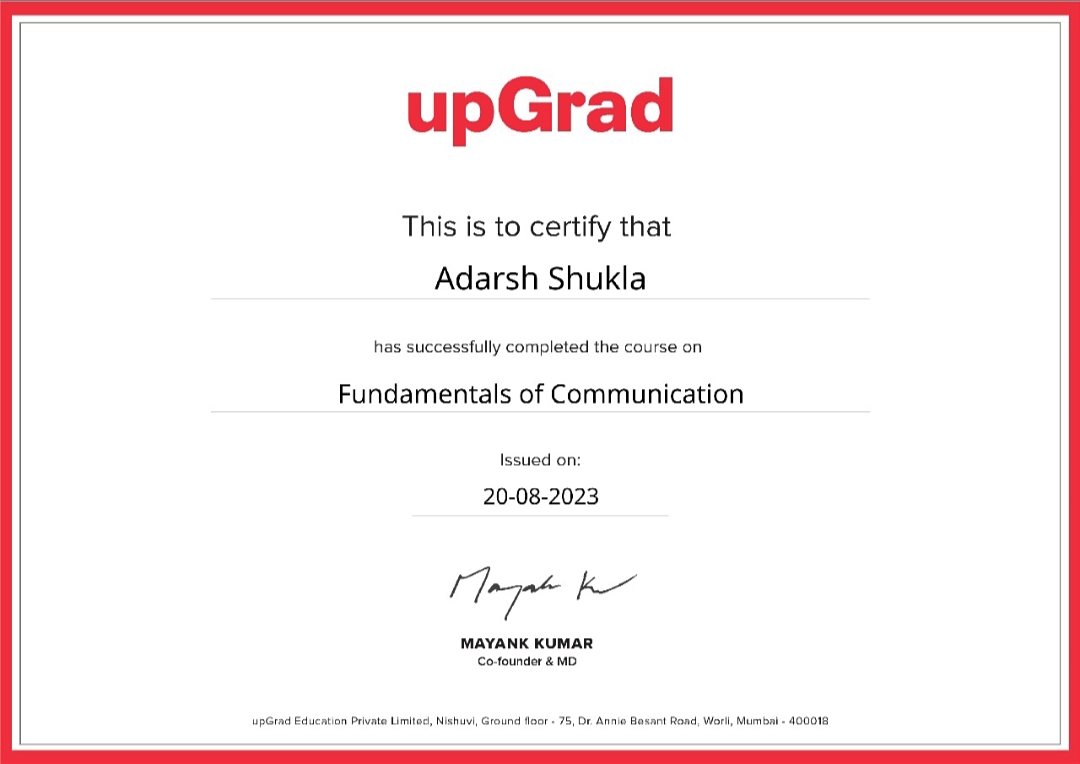 upGrad
This is to certify that
Adarsh Shukla
has successfully completed the course on
Fundamentals of Communication
Issued on:
20-08-2023
Mayank Ku
MAYANK KUMAR
Co-founder & MD
upGrad Education Private Limited, Nishuvi, Ground floor - 75, Dr. Annie Besant Road, Worli, Mumbai - 400018